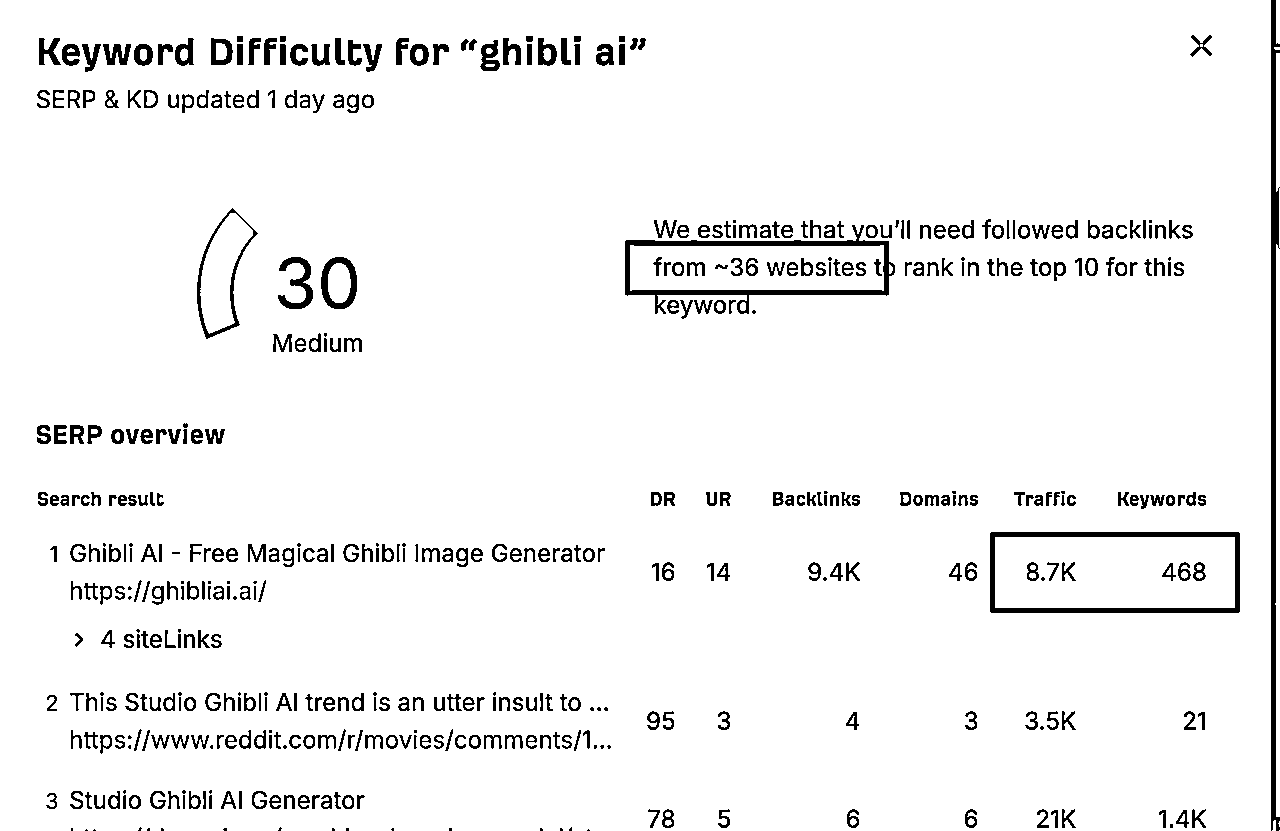 Keyword Difficulty for “ghibli ai”
SERP & KD updated 1 day ago
30
Medium
We estimate that you’ll need followed backlinks
from ~36 websites to rank in the top 10 for this
keyword.
SERP overview
Search result DR UR Backlinks Domains Traffic Keywords
1 Ghibli AI - Free Magical Ghibli Image Generator
https://ghibliai.ai/
16 14 9.4K 46 8.7K 468
4 siteLinks
2 This Studio Ghibli AI trend is an utter insult to ...
https://www.reddit.com/r/movies/comments/1...
95 3 4 3 3.5K 21
3 Studio Ghibli AI Generator
78 5 6 6 21K 1.4K